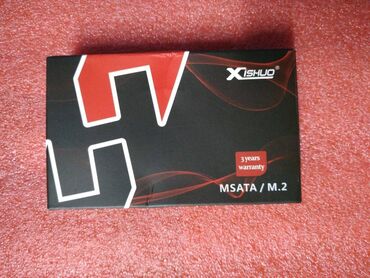 XISHUO®
3 years
warranty
MSATA / M.2